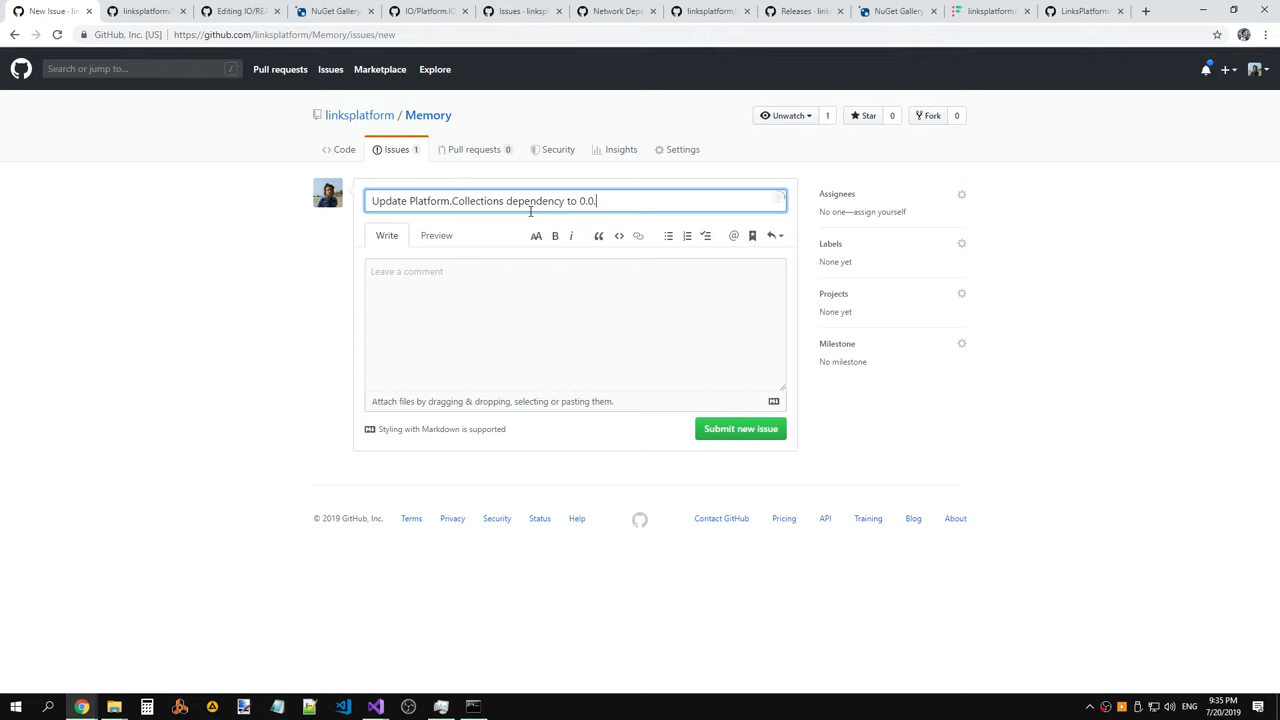 New Issue · lin
linksplatform/
Editing IO/REA
NuGet Gallery
IO/Platform.IO
Issues · linksp
Network Depe
linksplatform/
Releases · links
NuGet Gallery
linksplatform/
LinksPlatform
GitHub, Inc. [US] | https://github.com/linksplatform/Memory/issues/new
Search or jump to...
/
Pull requests
Issues
Marketplace
Explore
linksplatform / Memory
Unwatch 1
Star 0
Fork 0
Code
Issues 1
Pull requests 0
Security
Insights
Settings
Update Platform.Collections dependency to 0.0.
Write
Preview
Leave a comment
Attach files by dragging & dropping, selecting or pasting them.
Styling with Markdown is supported
Submit new issue
Assignees
No one—assign yourself
Labels
None yet
Projects
None yet
Milestone
No milestone
© 2019 GitHub, Inc.
Terms
Privacy
Security
Status
Help
Contact GitHub
Pricing
API
Training
Blog
About
9:35 PM
7/20/2019